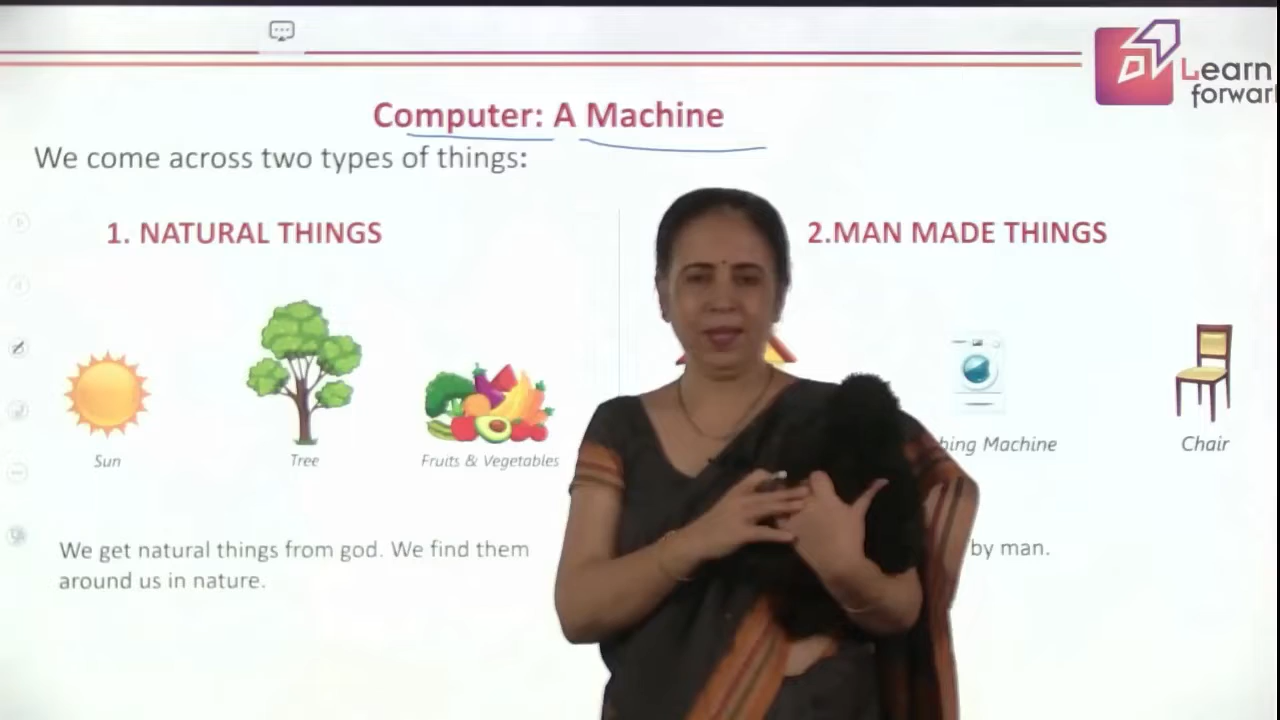 Learn
Computer: A Machine
We come across two types of things:
1. NATURAL THINGS
2.MAN MADE THINGS
Machine
Chair
Sun
Tree
Fruits & Vegetables
We get natural things from god. We find them
by man.
around us in nature.